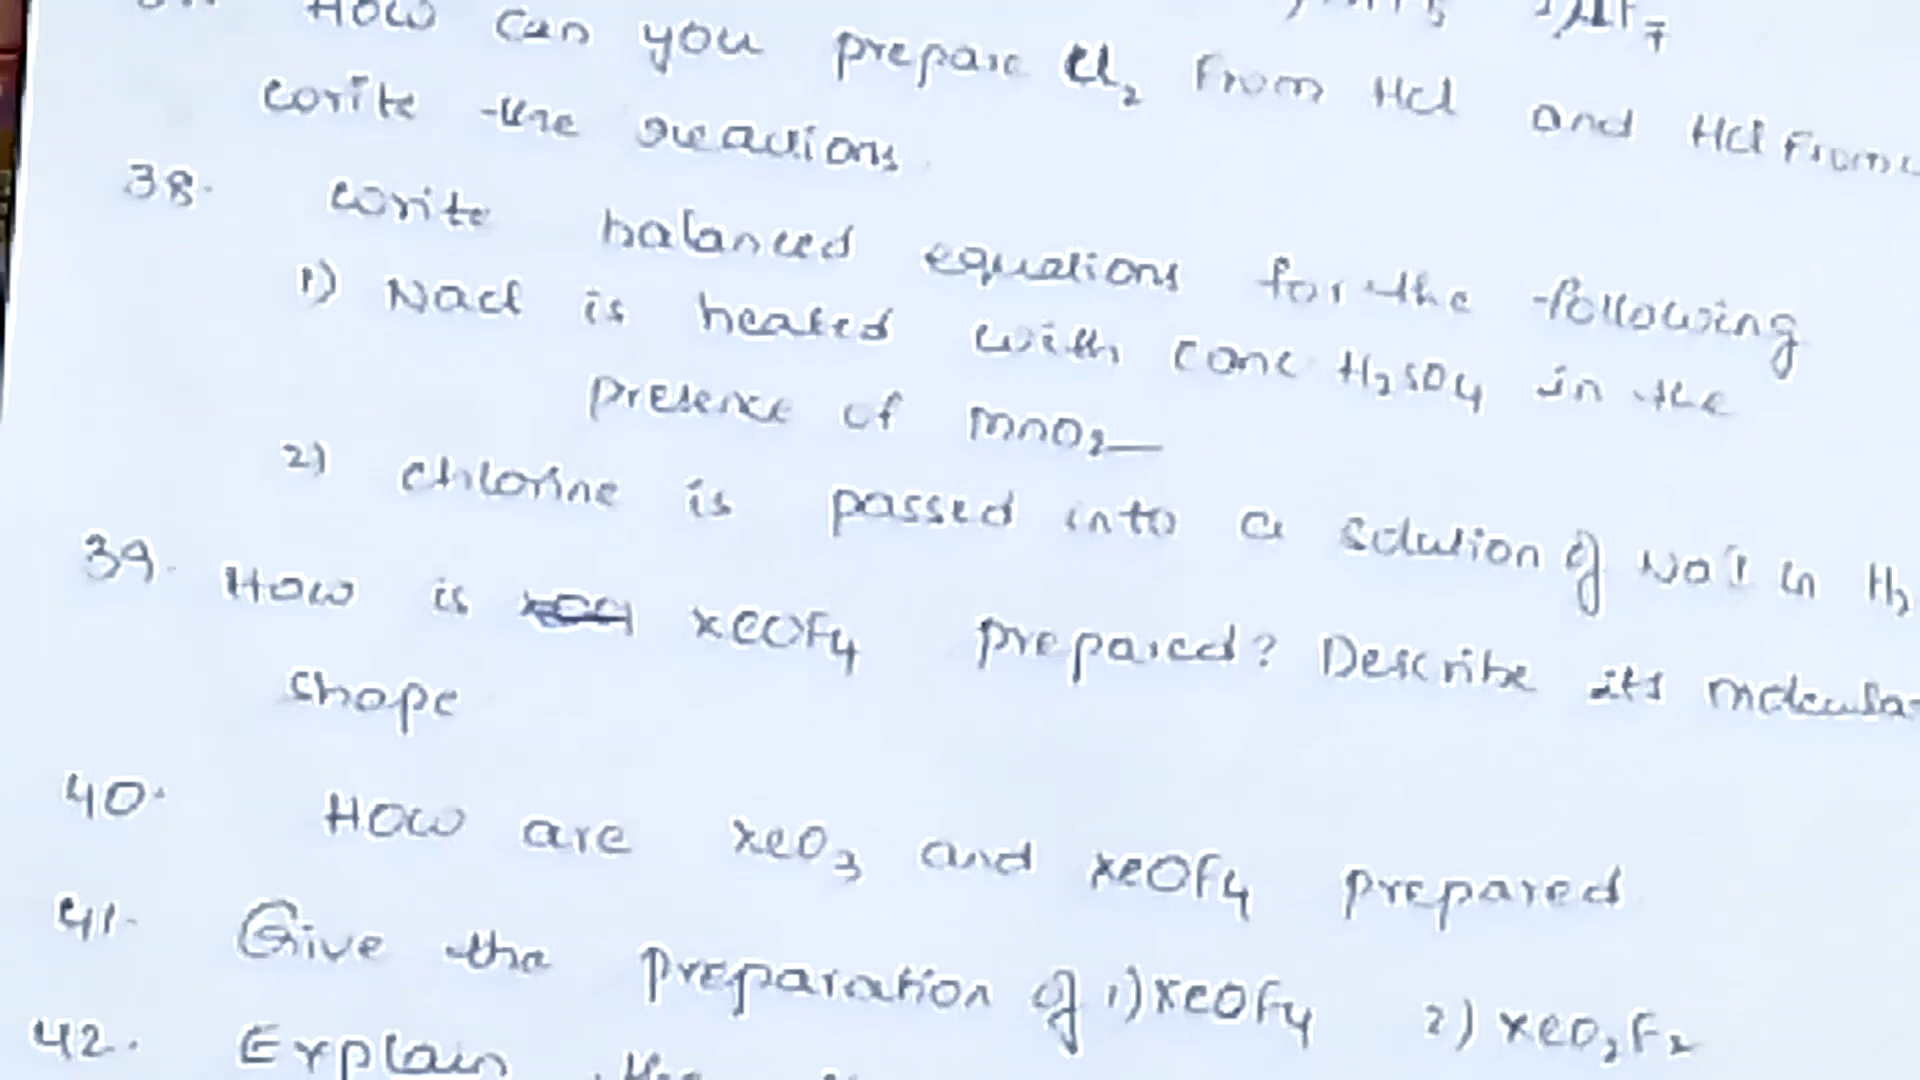 How can you prepare Cl₂ From Hcl and Hcl From
write the reactions
38. write balanced equations for the following
1) Nacl is heated with conc H₂SO₄ in the
presence of mnO₂—
2) chlorine is passed into a solution of NaI in H₂
39. How is xeOF₄ prepared? Describe its molecular
shape
40. How are xeO₃ and xeOF₄ prepared
41. Give the preparation of 1) xeOF₄ 2) xeO₂F₂
42. Explain the